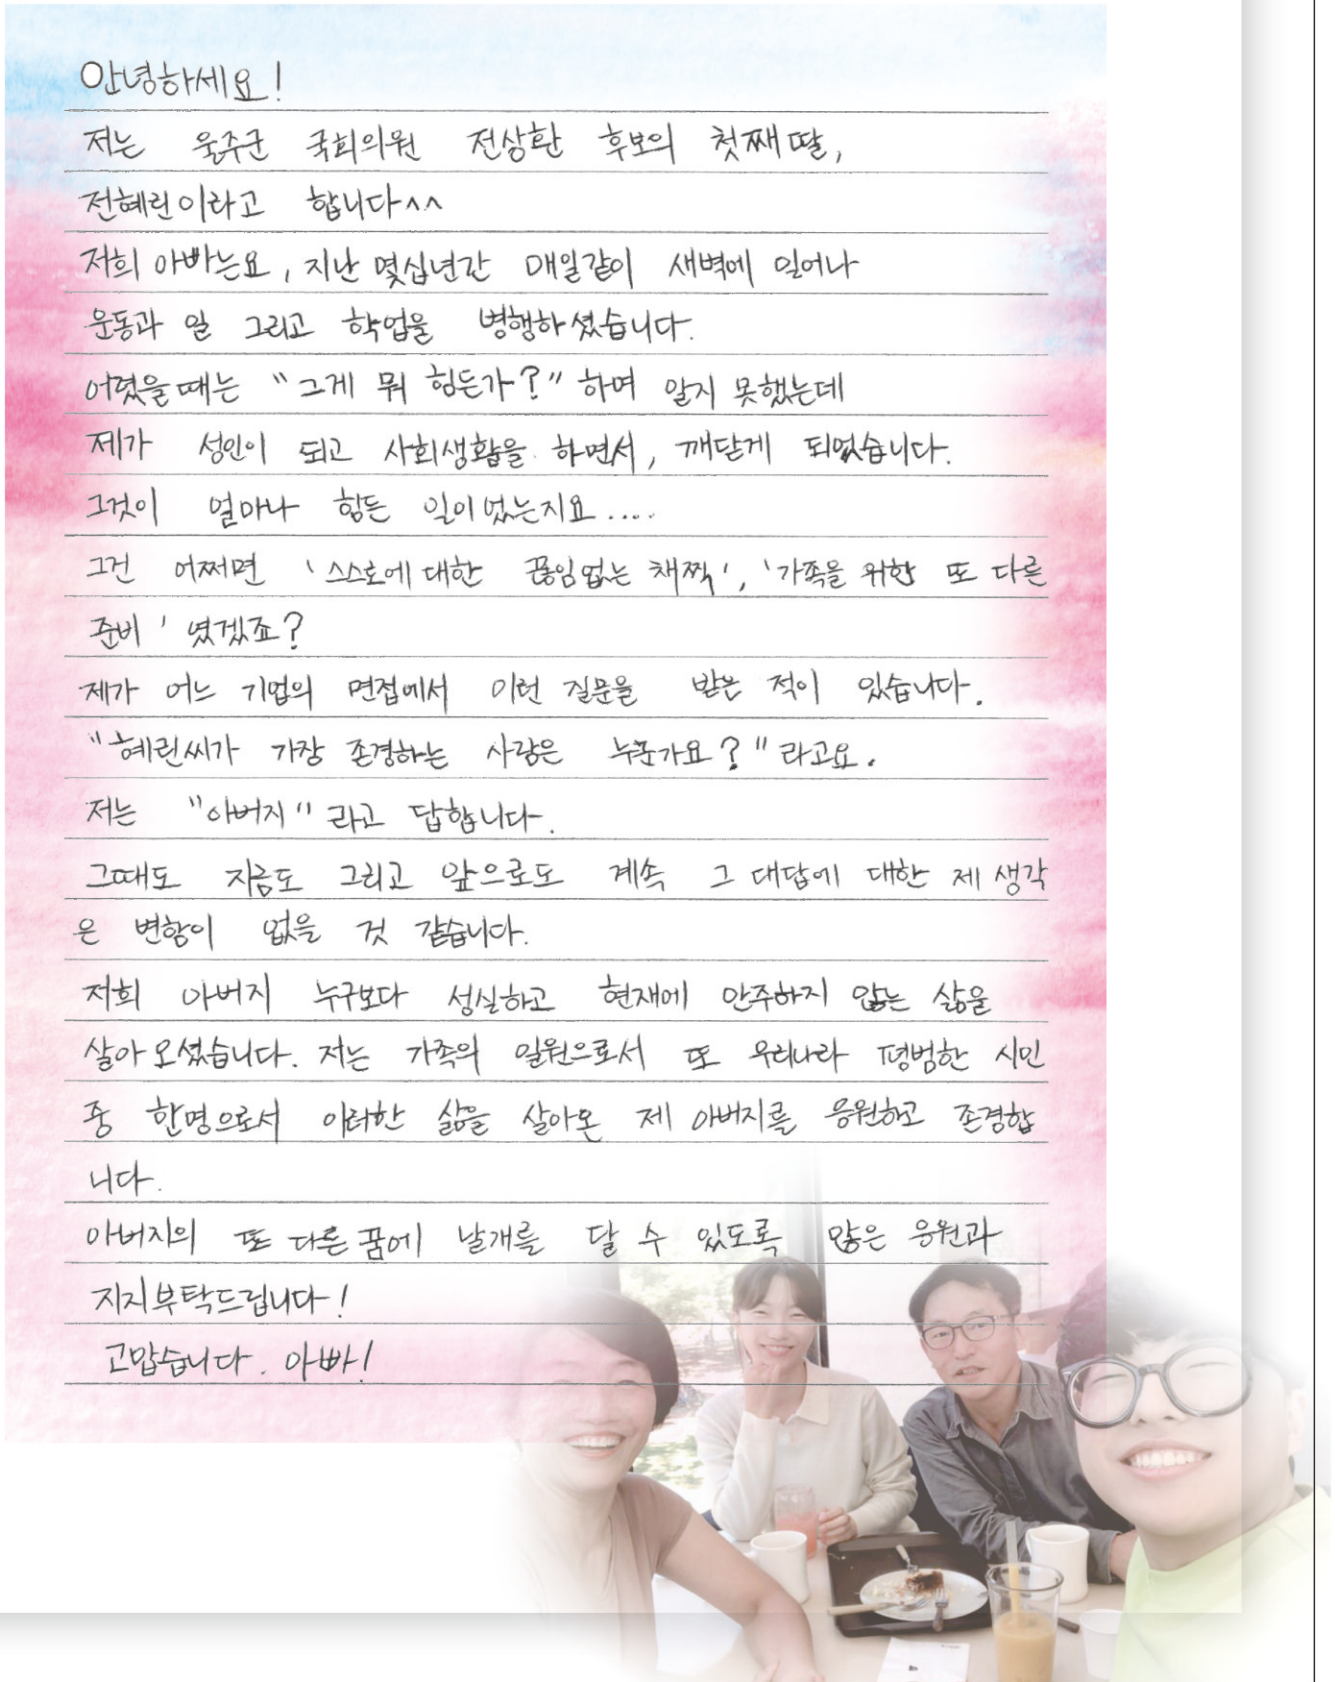 안녕하세요!
저는 울주군 국회의원 전상환 후보의 첫째 딸,
전혜린이라고 합니다^^
저희 아빠는요, 지난 몇십년간 매일같이 새벽에 일어나
운동과 일 그리고 학업을 병행하셨습니다.
어렸을때는 "그게 뭐 힘든가?" 하며 알지 못했는데
제가 성인이 되고 사회생활을 하면서, 깨닫게 되었습니다.
그것이 얼마나 힘든 일이었는지요....
그건 어쩌면 '스스로에 대한 끊임없는 채찍', '가족을 위한 또 다른
준비' 였겠죠?
제가 어느 기업의 면접에서 이런 질문을 받은 적이 있습니다.
"혜린씨가 가장 존경하는 사람은 누군가요?" 라고요.
저는 "아버지" 라고 답합니다.
그때도 지금도 그리고 앞으로도 계속 그 대답에 대한 제 생각
은 변함이 없을 것 같습니다.
저희 아버지 누구보다 성실하고 현재에 안주하지 않는 삶을
살아오셨습니다. 저는 가족의 일원으로서 또 우리나라 평범한 시민
중 한명으로서 이러한 삶을 살아온 제 아버지를 응원하고 존경합
니다.
아버지의 또 다른 꿈에 날개를 달 수 있도록 많은 응원과
지지부탁드립니다!
고맙습니다. 아빠!